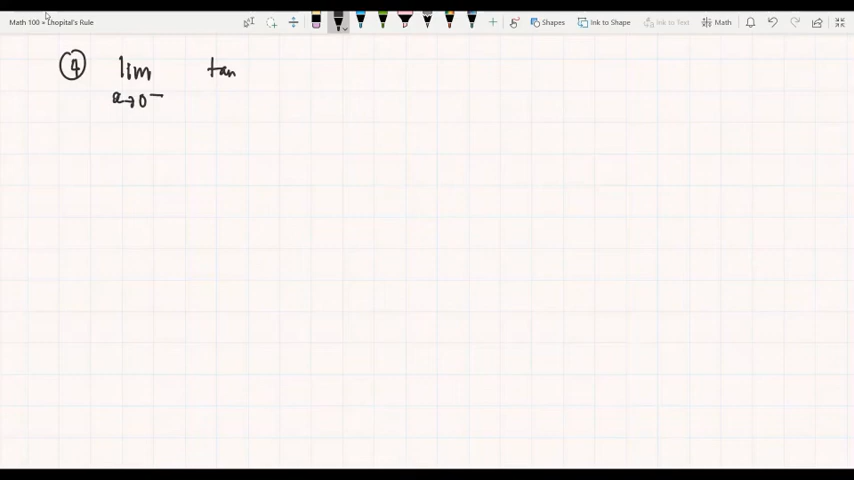 Math 100 - Lhopital's Rule Shapes Ink to Shape Ink to Text Math
④ lim tan
x→0⁻